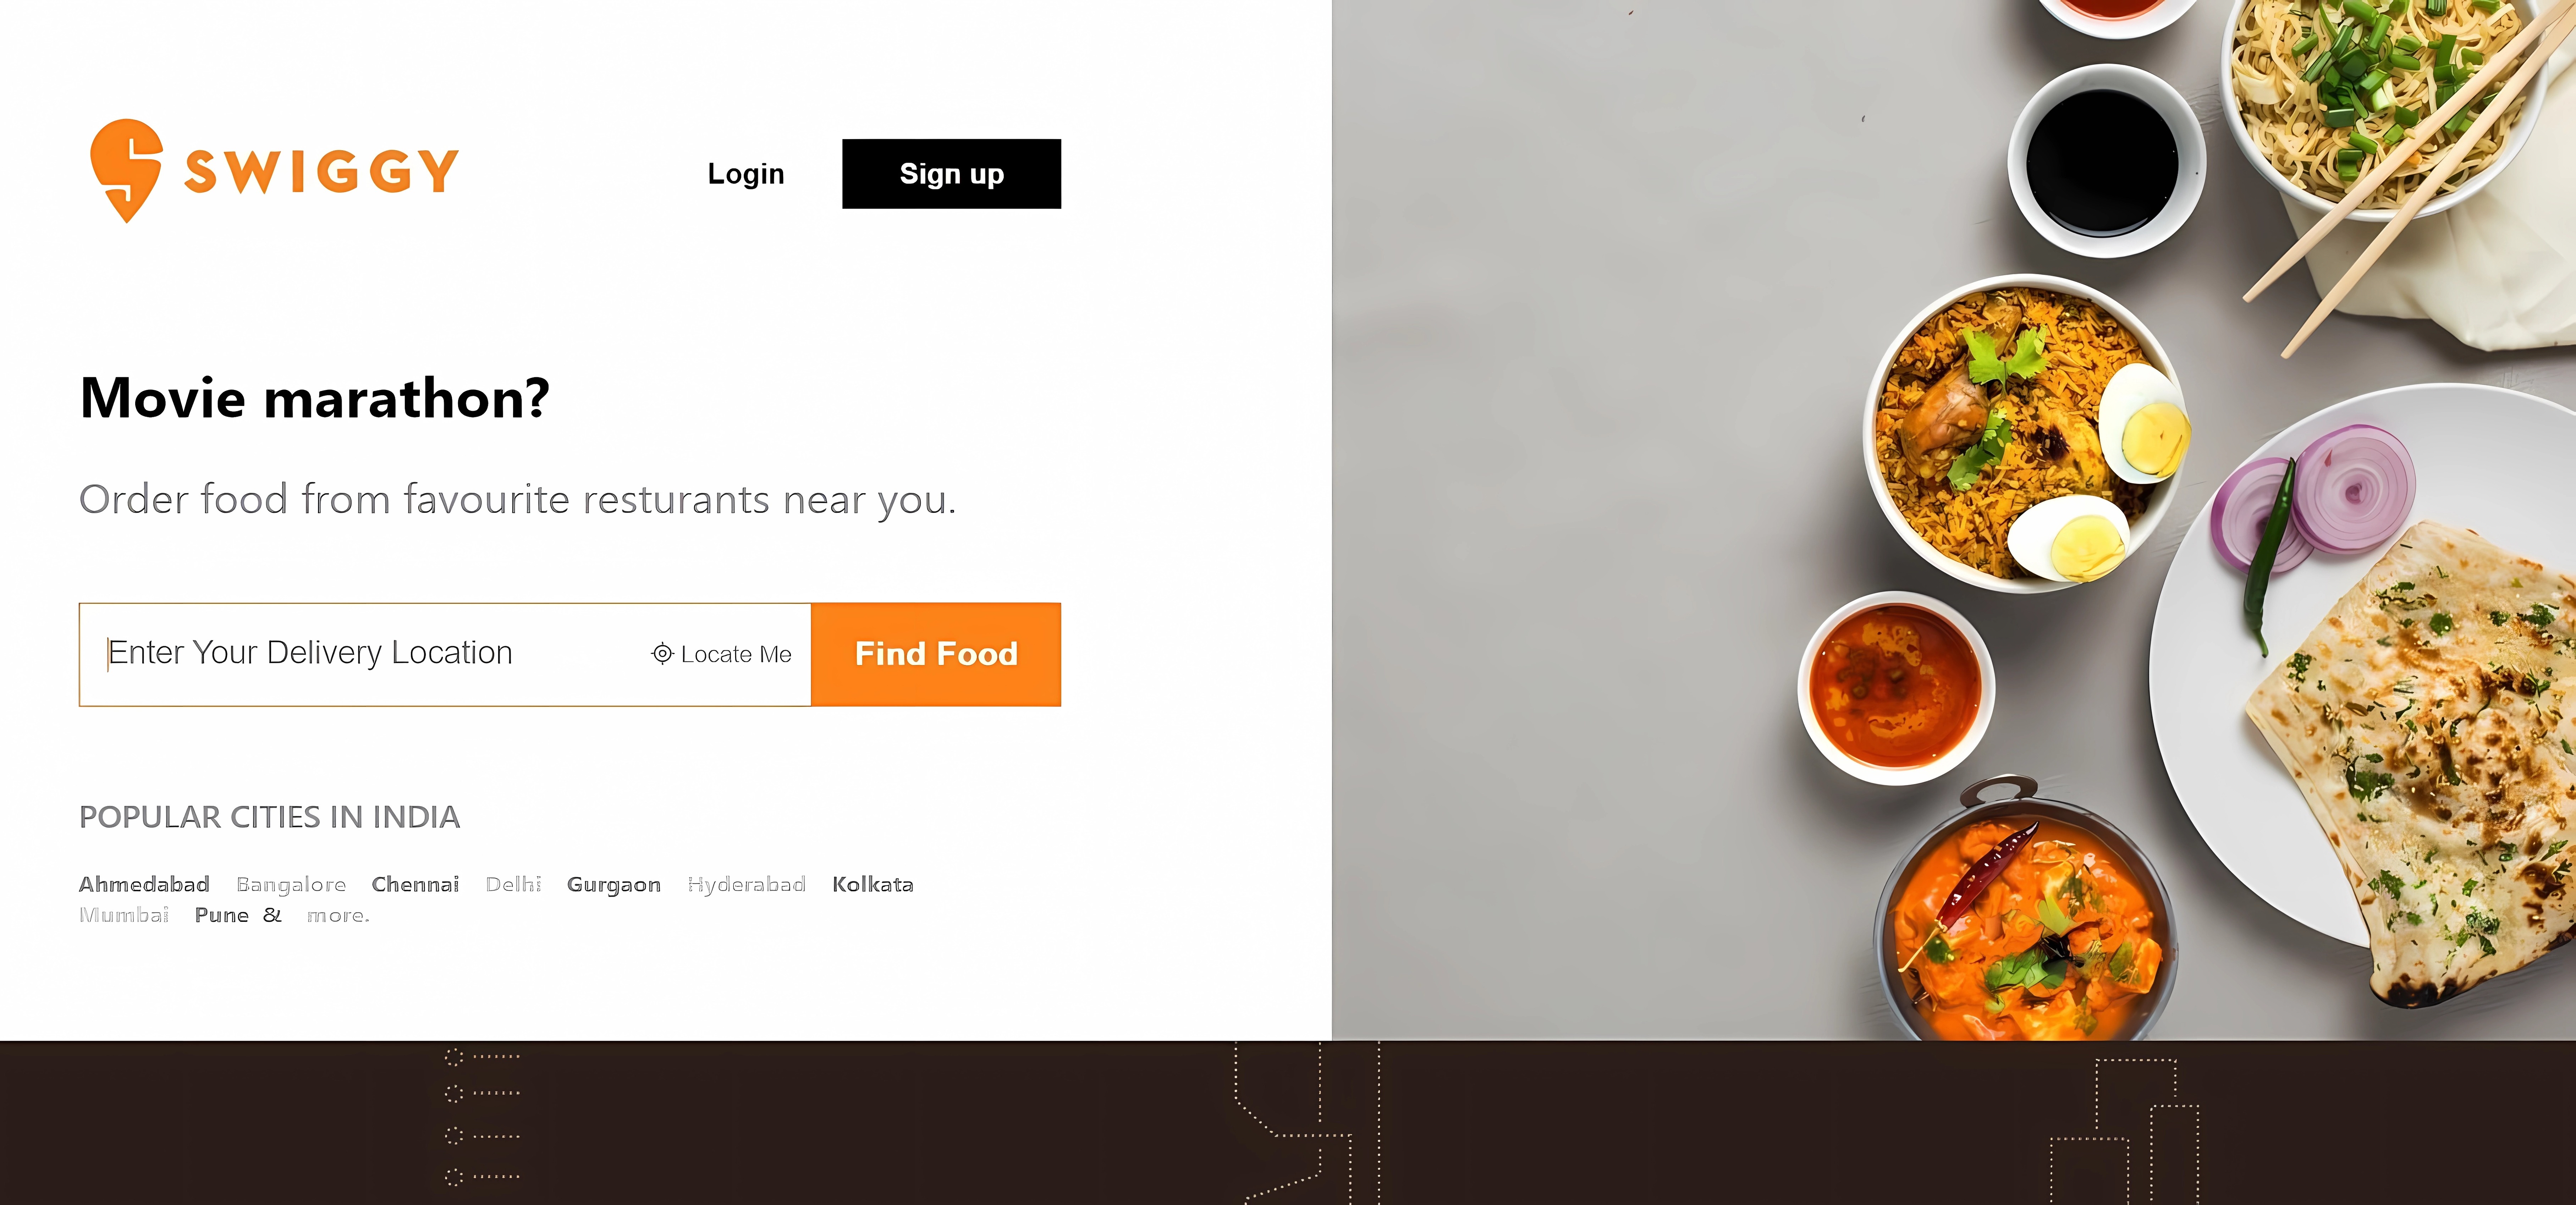 SWIGGY
Login
Sign up
Movie marathon?
Order food from favourite resturants near you.
Enter Your Delivery Location
Locate Me
Find Food
POPULAR CITIES IN INDIA
Ahmedabad Bangalore Chennai Delhi Gurgaon Hyderabad Kolkata
Mumbai Pune & more.